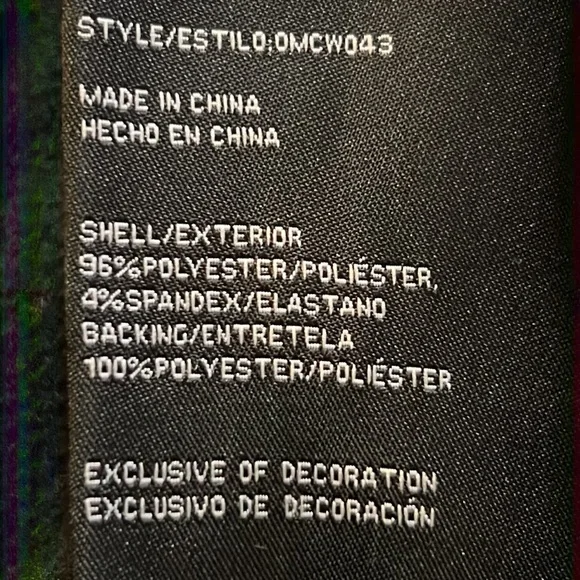 STYLE/ESTILO:OMCW043
MADE IN CHINA
HECHO EN CHINA
SHELL/EXTERIOR
96%POLYESTER/POLIÉSTER,
4%SPANDEX/ELASTANO
BACKING/ENTRETELA
100%POLYESTER/POLIÉSTER
EXCLUSIVE OF DECORATION
EXCLUSIVO DE DECORACIÓN